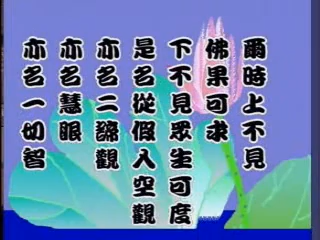 爾時上不見
佛果可求
下不見眾生可度
是名從假入空觀
亦名二諦觀
亦名慧眼
亦名一切智